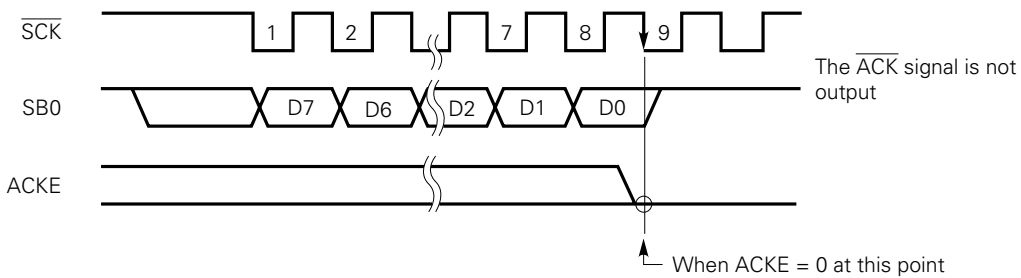 SCK
1 2 7 8 9
The ACK signal is not
output
SB0
D7 D6 D2 D1 D0
ACKE
When ACKE = 0 at this point